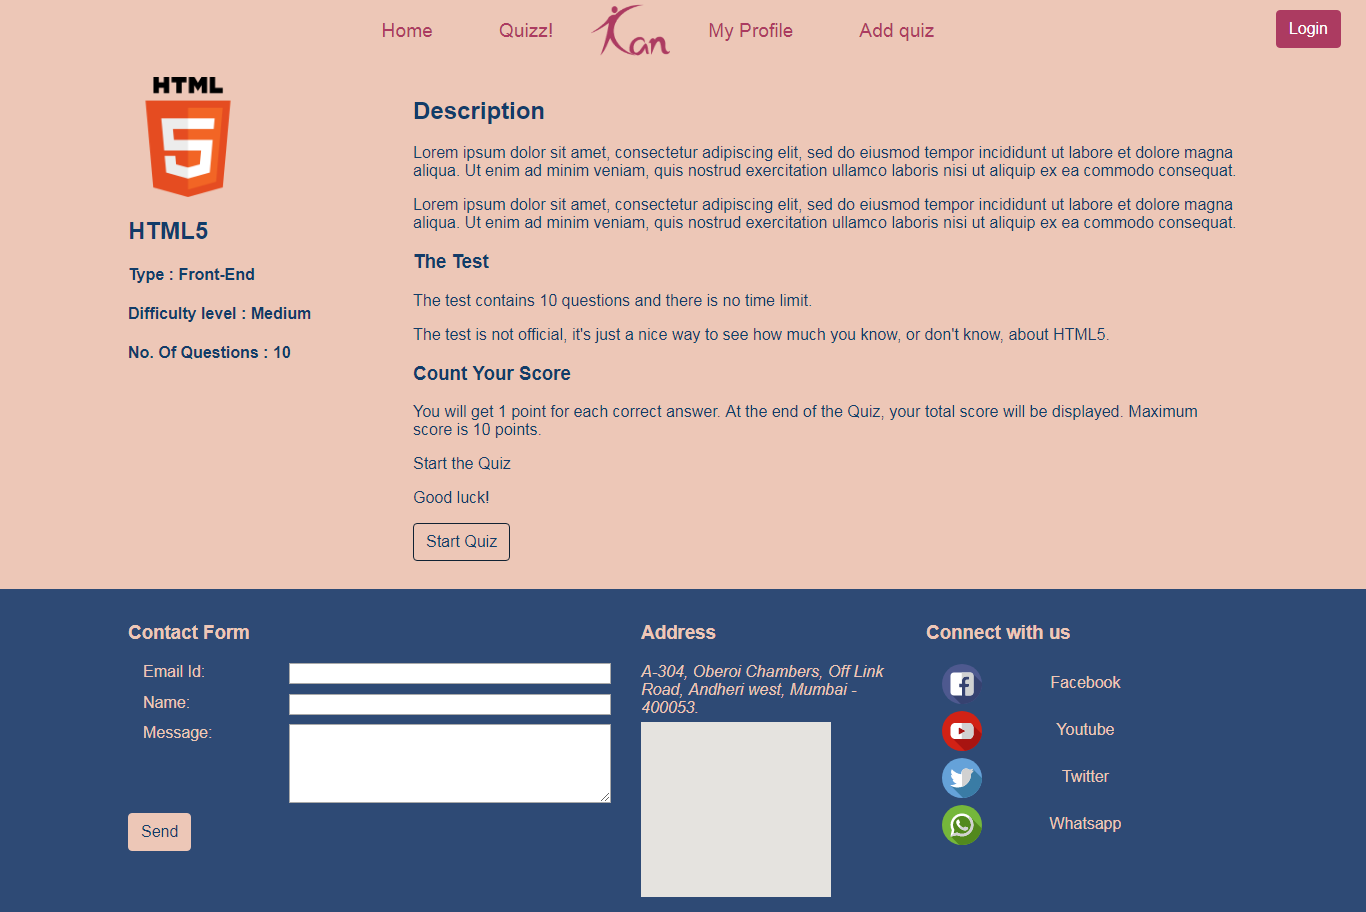 Home Quizz! Kan My Profile Add quiz Login
HTML
5
HTML5
Type : Front-End
Difficulty level : Medium
No. Of Questions : 10
Description
Lorem ipsum dolor sit amet, consectetur adipiscing elit, sed do eiusmod tempor incididunt ut labore et dolore magna
aliqua. Ut enim ad minim veniam, quis nostrud exercitation ullamco laboris nisi ut aliquip ex ea commodo consequat.
Lorem ipsum dolor sit amet, consectetur adipiscing elit, sed do eiusmod tempor incididunt ut labore et dolore magna
aliqua. Ut enim ad minim veniam, quis nostrud exercitation ullamco laboris nisi ut aliquip ex ea commodo consequat.
The Test
The test contains 10 questions and there is no time limit.
The test is not official, it's just a nice way to see how much you know, or don't know, about HTML5.
Count Your Score
You will get 1 point for each correct answer. At the end of the Quiz, your total score will be displayed. Maximum
score is 10 points.
Start the Quiz
Good luck!
Start Quiz
Contact Form
Email Id:
Name:
Message:
Send
Address
A-304, Oberoi Chambers, Off Link
Road, Andheri west, Mumbai -
400053.
Connect with us
Facebook
Youtube
Twitter
Whatsapp